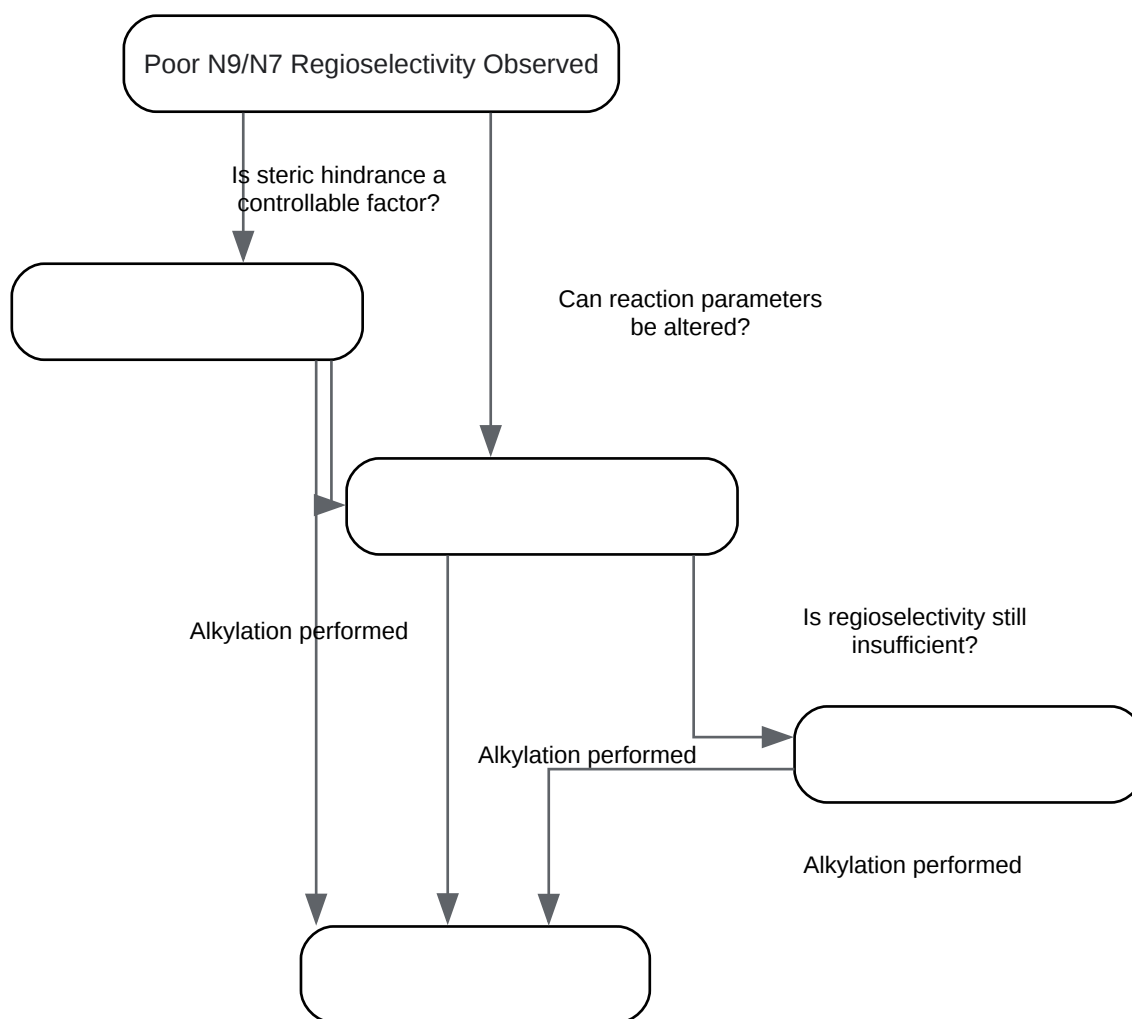 Poor N9/N7 Regioselectivity Observed
Is steric hindrance a
controllable factor?
Can reaction parameters
be altered?
Alkylation performed
Is regioselectivity still
insufficient?
Alkylation performed
Alkylation performed